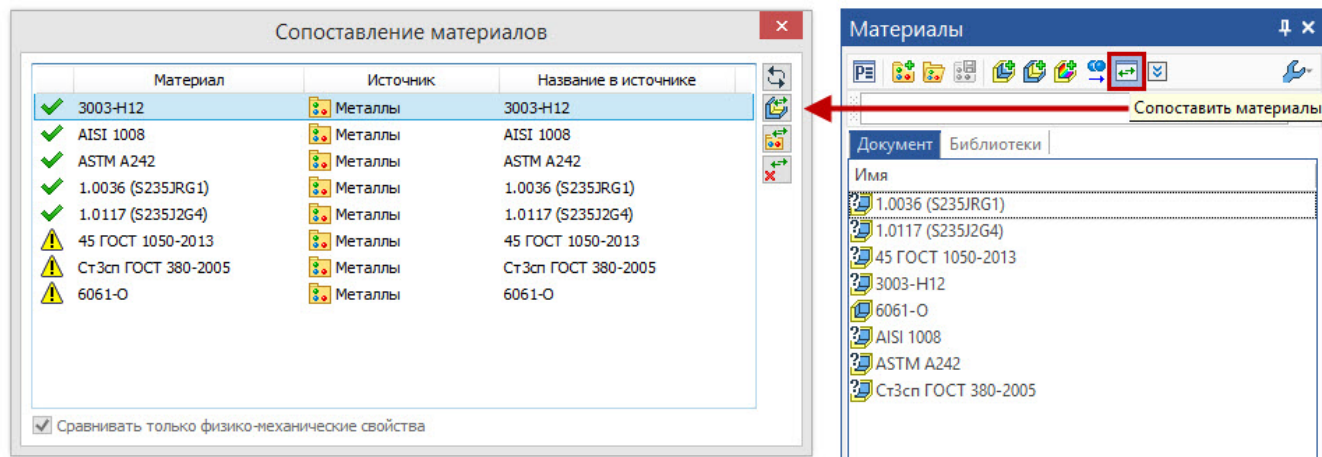 Сопоставление материалов
Материал Источник Название в источнике
3003-H12 Металлы 3003-H12
AISI 1008 Металлы AISI 1008
ASTM A242 Металлы ASTM A242
1.0036 (S235JRG1) Металлы 1.0036 (S235JRG1)
1.0117 (S235J2G4) Металлы 1.0117 (S235J2G4)
45 ГОСТ 1050-2013 Металлы 45 ГОСТ 1050-2013
Ст3сп ГОСТ 380-2005 Металлы Ст3сп ГОСТ 380-2005
6061-O Металлы 6061-O
Сравнивать только физико-механические свойства
Материалы
Сопоставить материалы
Документ Библиотеки
Имя
1.0036 (S235JRG1)
1.0117 (S235J2G4)
45 ГОСТ 1050-2013
3003-H12
6061-O
AISI 1008
ASTM A242
Ст3сп ГОСТ 380-2005